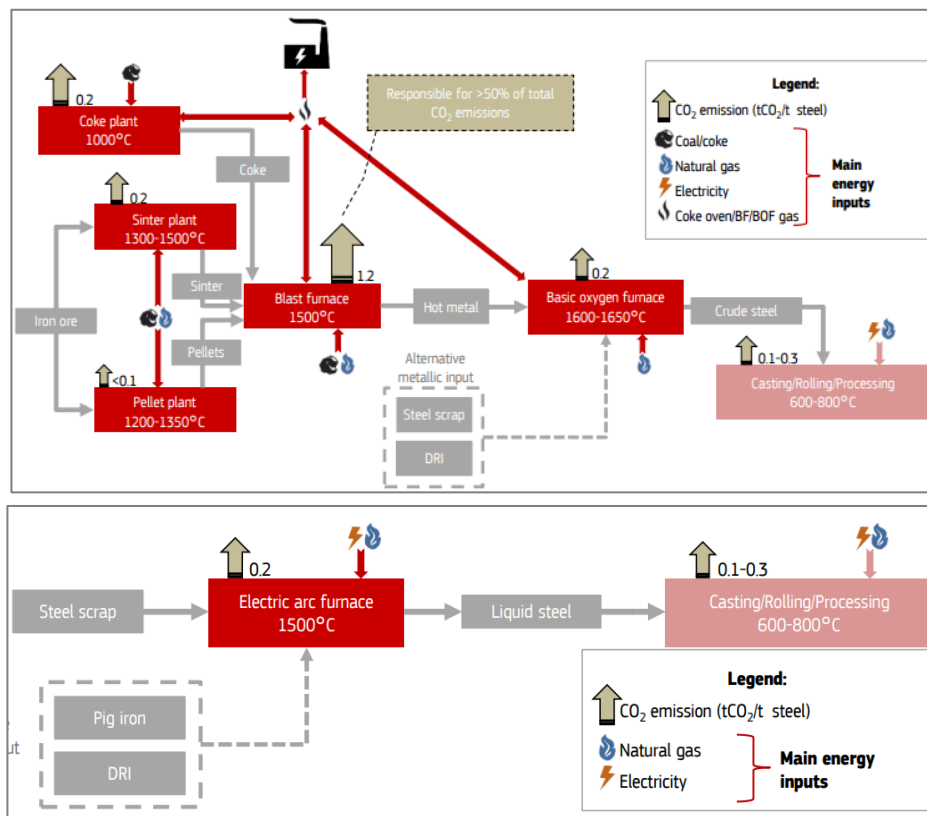 0.2
Coke plant
1000°C
Responsible for >50% of total
CO₂ emissions
Legend:
CO₂ emission (tCO₂/t steel)
Coal/coke
Natural gas
Electricity
Coke oven/BF/BOF gas
Main
energy
inputs
Coke
0.2
Sinter plant
1300-1500°C
Sinter
Iron ore
Pellets
<0.1
Pellet plant
1200-1350°C
1.2
Blast furnace
1500°C
Hot metal
0.2
Basic oxygen furnace
1600-1650°C
Crude steel
Alternative
metallic input
Steel scrap
DRI
0.1-0.3
Casting/Rolling/Processing
600-800°C
Steel scrap
0.2
Electric arc furnace
1500°C
Liquid steel
0.1-0.3
Casting/Rolling/Processing
600-800°C
Pig iron
DRI
ut
Legend:
CO₂ emission (tCO₂/t steel)
Natural gas
Electricity
Main energy
inputs